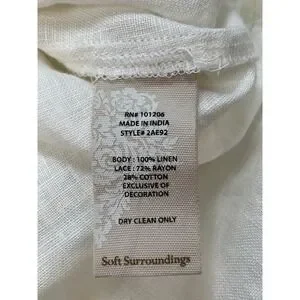 RN# 101206
MADE IN INDIA
STYLE# 2AE92
BODY : 100% LINEN
LACE : 72% RAYON
28% COTTON
EXCLUSIVE OF
DECORATION
DRY CLEAN ONLY
Soft Surroundings